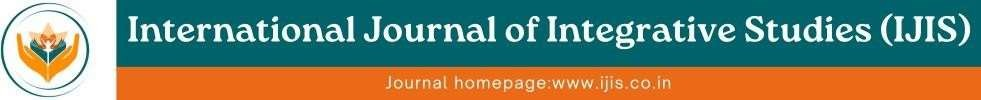 International Journal of Integrative Studies (IJIS)
Journal homepage:www.ijis.co.in